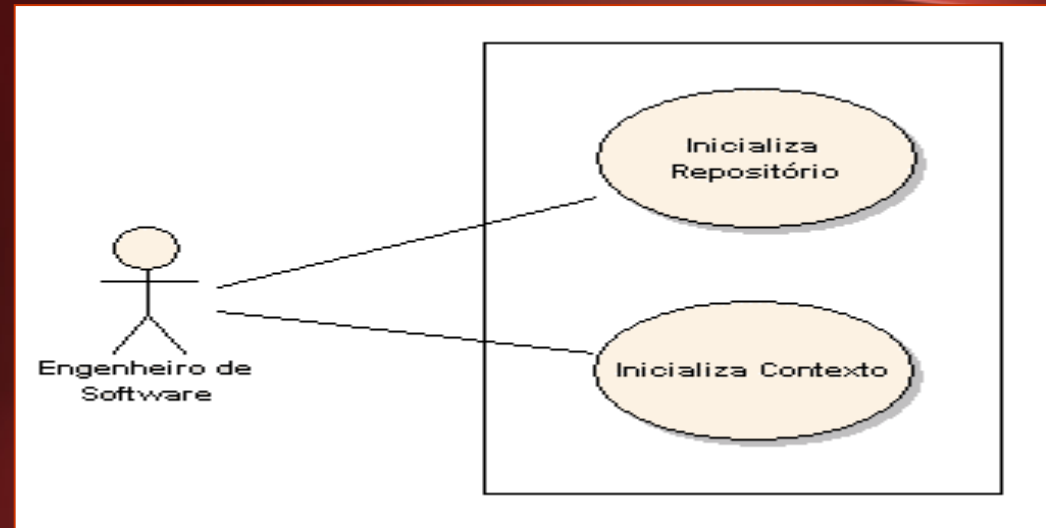 Inicializa
Repositório
Engenheiro de
Software
Inicializa Contexto